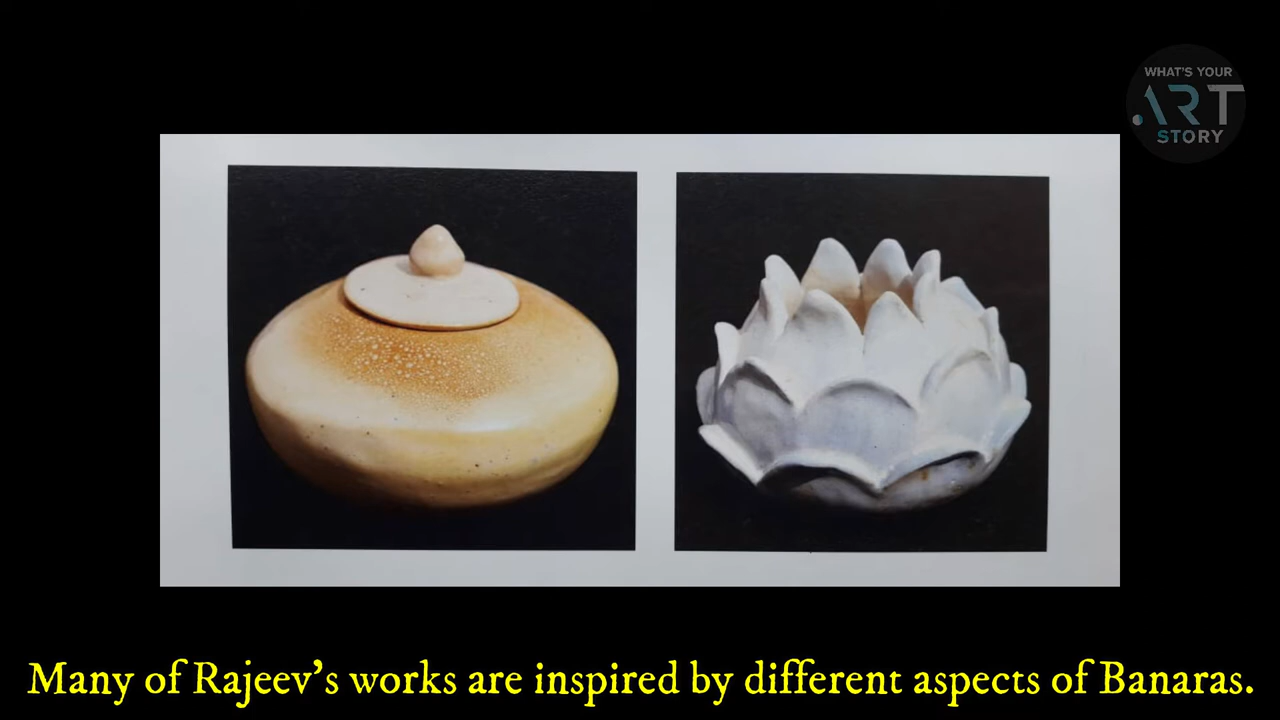 WHAT'S YOUR
ART
STORY
Many of Rajeev's works are inspired by different aspects of Banaras.